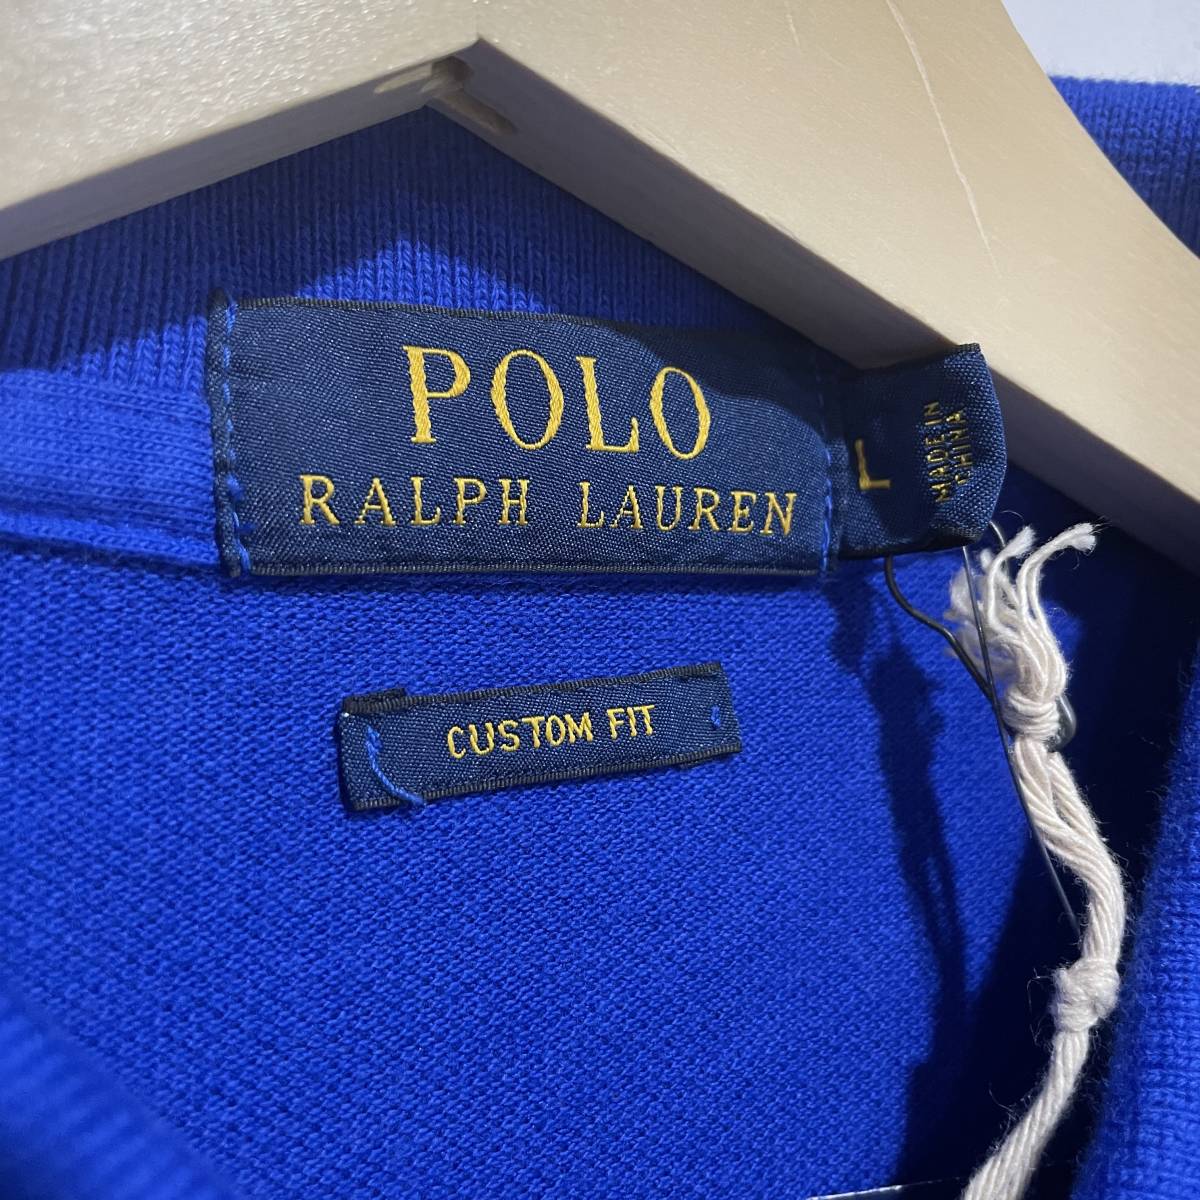 POLO
RALPH LAUREN
L
MADE IN
CHINA
CUSTOM FIT